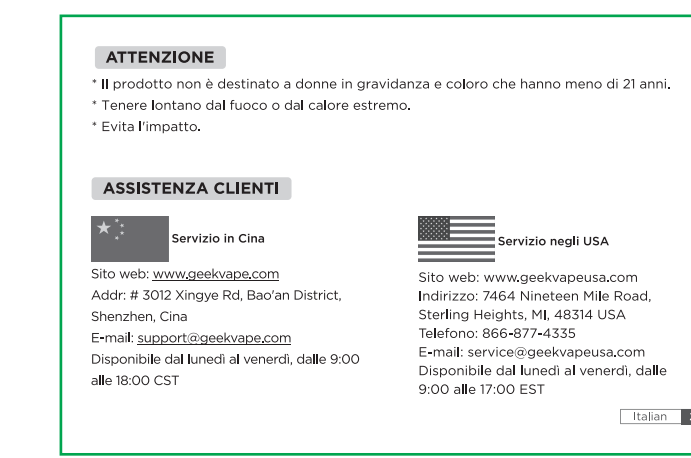 ATTENZIONE
* Il prodotto non è destinato a donne in gravidanza e coloro che hanno meno di 21 anni.
* Tenere lontano dal fuoco o dal calore estremo.
* Evita l'impatto.
ASSISTENZA CLIENTI
Servizio in Cina
Sito web: www.geekvape.com
Addr: # 3012 Xingye Rd, Bao'an District,
Shenzhen, Cina
E-mail: support@geekvape.com
Disponibile dal lunedì al venerdì, dalle 9:00
alle 18:00 CST
Servizio negli USA
Sito web: www.geekvapeusa.com
Indirizzo: 7464 Nineteen Mile Road,
Sterling Heights, MI, 48314 USA
Telefono: 866-877-4335
E-mail: service@geekvapeusa.com
Disponibile dal lunedì al venerdì, dalle
9:00 alle 17:00 EST
Italian